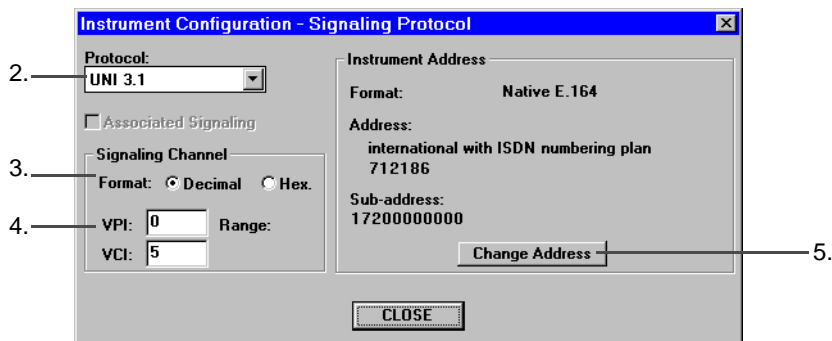 Instrument Configuration - Signaling Protocol
2.
Protocol:
UNI 3.1
Associated Signaling
Signaling Channel
3.
Format: Decimal Hex.
4.
VPI: 0 Range:
VCI: 5
Instrument Address
Format: Native E.164
Address:
international with ISDN numbering plan
712186
Sub-address:
17200000000
Change Address
5.
CLOSE